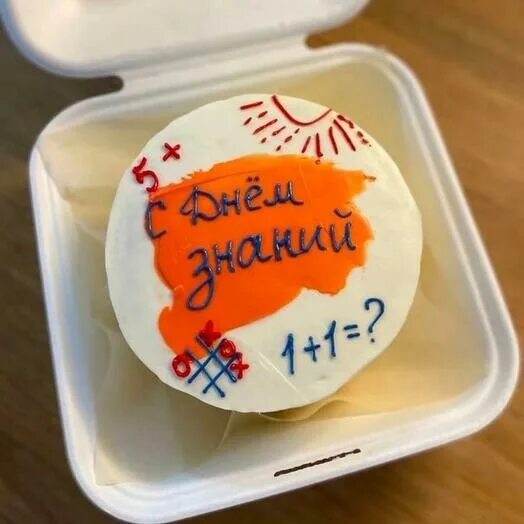 5+
С Днём
знаний
1+1=?